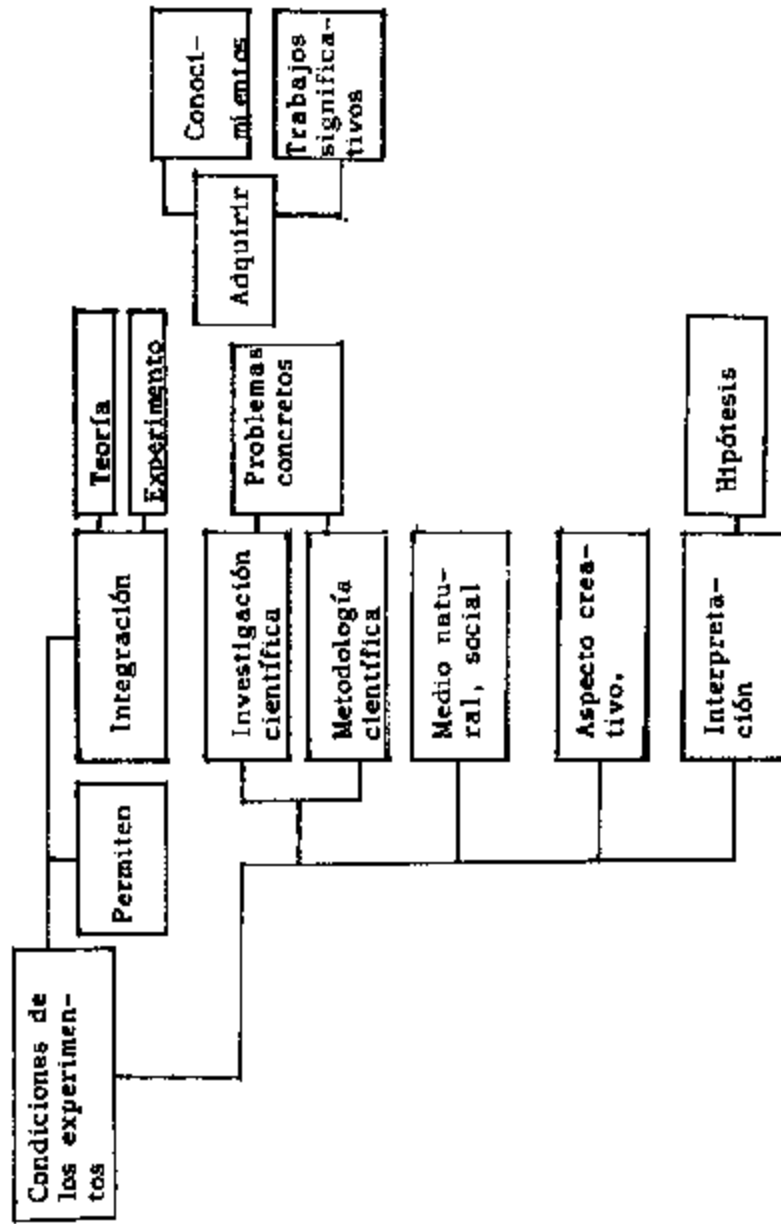 Condiciones de
los experimen-
tos
Permiten
Integración
Teoría
Experimento
Investigación
científica
Metodología
científica
Problemas
concretos
Adquirir
Conoci-
mientos
Trabajos
significa-
tivos
Medio natu-
ral, social
Aspecto crea-
tivo.
Interpreta-
ción
Hipótesis